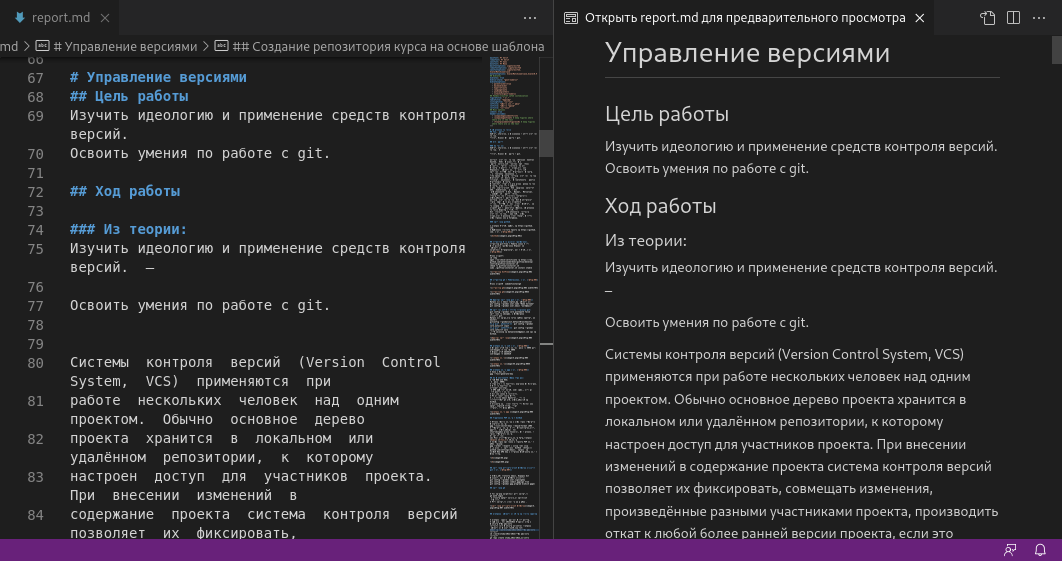 report.md
Открыть report.md для предварительного просмотра
md > # Управление версиями > ## Создание репозитория курса на основе шаблона
66
67 # Управление версиями
68 ## Цель работы
69 Изучить идеологию и применение средств контроля
версий.
70 Освоить умения по работе с git.
71
72 ## Ход работы
73
74 ### Из теории:
75 Изучить идеологию и применение средств контроля
версий. –
76
77 Освоить умения по работе с git.
78
79
80 Системы контроля версий (Version Control
System, VCS) применяются при
81 работе нескольких человек над одним
проектом. Обычно основное дерево
82 проекта хранится в локальном или
удалённом репозитории, к которому
83 настроен доступ для участников проекта.
При внесении изменений в
84 содержание проекта система контроля версий
позволяет их фиксировать,
Управление версиями
Цель работы
Изучить идеологию и применение средств контроля версий.
Освоить умения по работе с git.
Ход работы
Из теории:
Изучить идеологию и применение средств контроля версий.
–
Освоить умения по работе с git.
Системы контроля версий (Version Control System, VCS)
применяются при работе нескольких человек над одним
проектом. Обычно основное дерево проекта хранится в
локальном или удалённом репозитории, к которому
настроен доступ для участников проекта. При внесении
изменений в содержание проекта система контроля версий
позволяет их фиксировать, совмещать изменения,
произведённые разными участниками проекта, производить
откат к любой более ранней версии проекта, если это